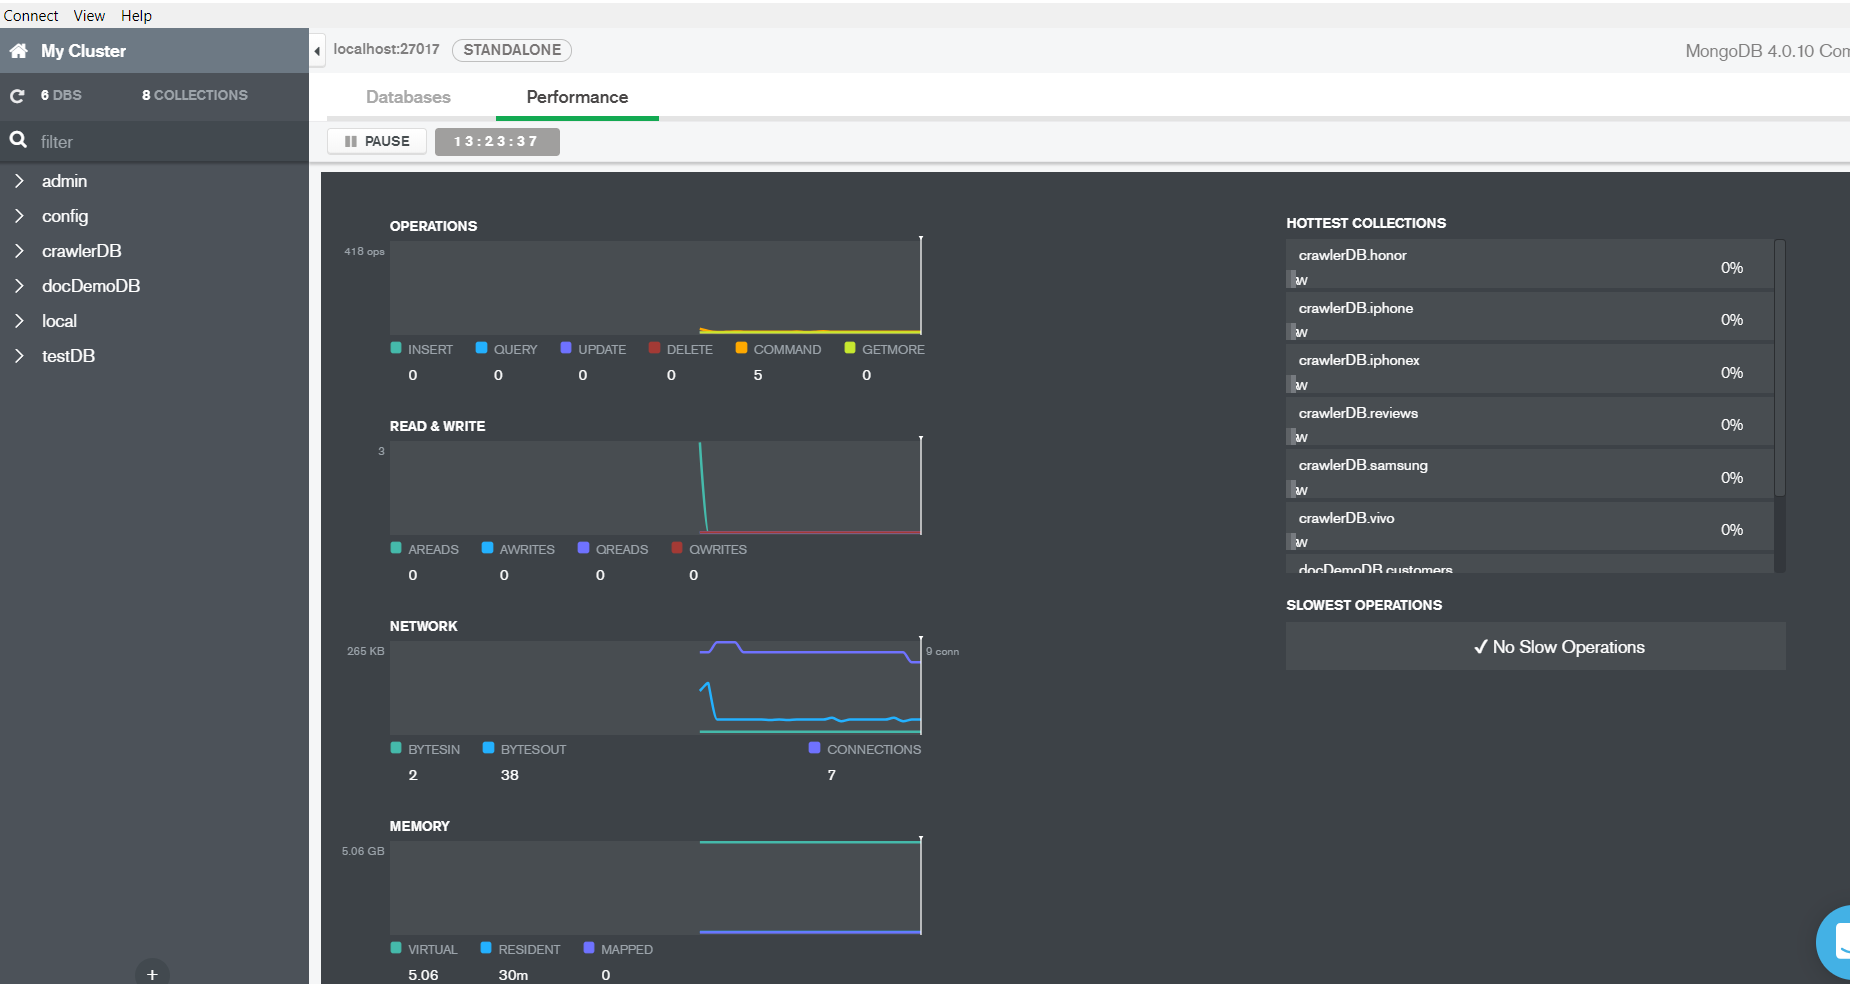 Connect View Help
My Cluster
6 DBS 8 COLLECTIONS
filter
admin
config
crawlerDB
docDemoDB
local
testDB
+
localhost:27017 STANDALONE
MongoDB 4.0.10 Com
Databases Performance
PAUSE 13:23:37
OPERATIONS
418 ops
INSERT QUERY UPDATE DELETE COMMAND GETMORE
0 0 0 0 5 0
READ & WRITE
3
AREADS AWRITES QREADS QWRITES
0 0 0 0
NETWORK
265 KB 9 conn
BYTESIN BYTESOUT CONNECTIONS
2 38 7
MEMORY
5.06 GB
VIRTUAL RESIDENT MAPPED
5.06 30m 0
HOTTEST COLLECTIONS
crawlerDB.honor
0%
w
crawlerDB.iphone
0%
w
crawlerDB.iphonex
0%
w
crawlerDB.reviews
0%
w
crawlerDB.samsung
0%
w
crawlerDB.vivo
0%
w
docDemoDB.customers
SLOWEST OPERATIONS
✓ No Slow Operations